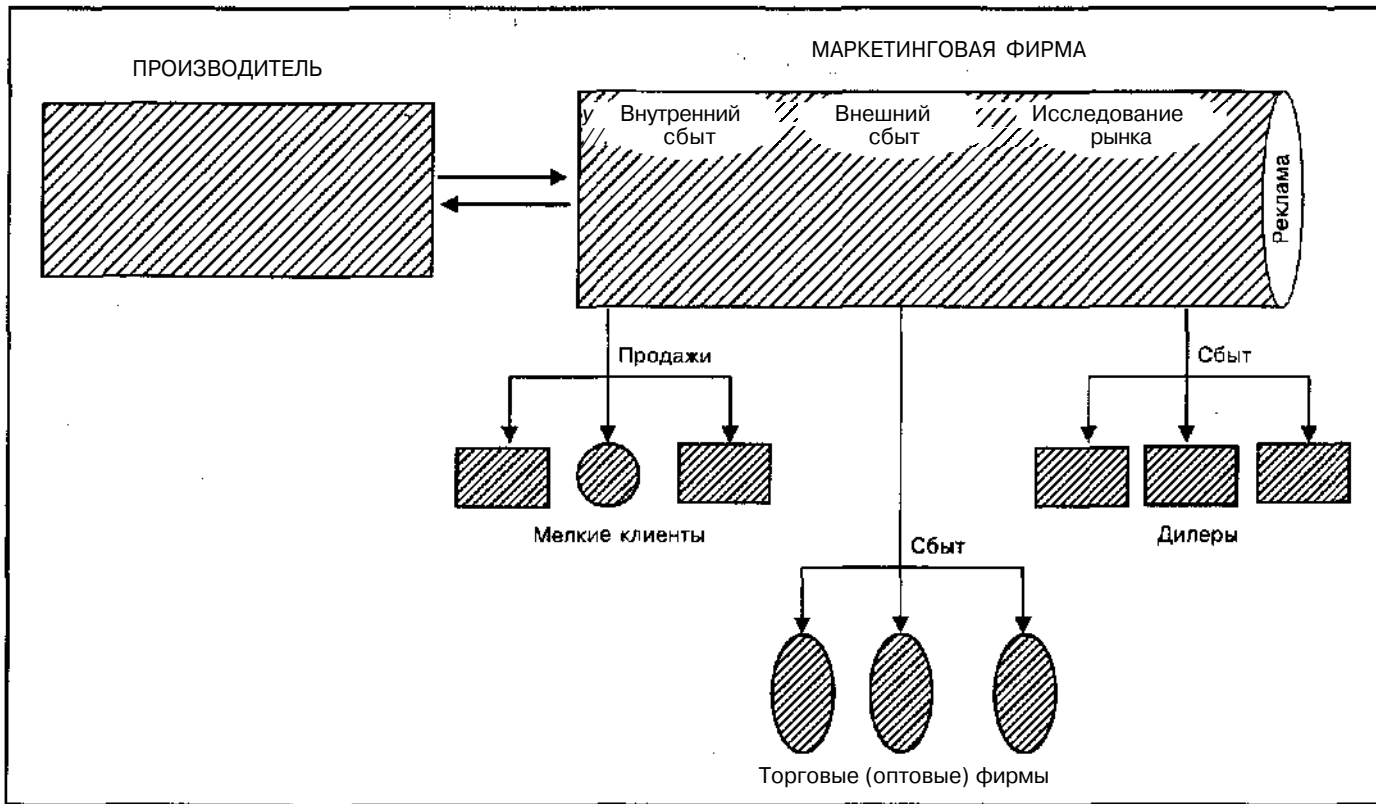 ПРОИЗВОДИТЕЛЬ
МАРКЕТИНГОВАЯ ФИРМА
Внутренний
сбыт
Внешний
сбыт
Исследование
рынка
Реклама
Продажи
Сбыт
Мелкие клиенты
Дилеры
Сбыт
Торговые (оптовые) фирмы